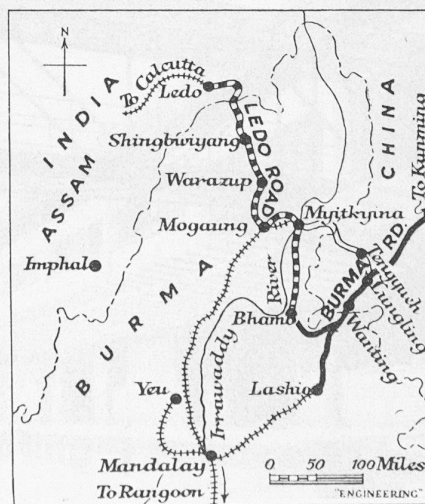 N
INDIA
ASSAM
To Calcutta
Ledo
LEDO ROAD
Shingbwiyang
Warazup
Mogaung
Myitkyina
CHINA
To Kunming
Imphal
BURMA
River
Irrawaddy
BURMA RD.
Tengyueh
Lungling
Wanting
Bhamo
Yeu
Lashio
Mandalay
To Rangoon
0 50 100 Miles
"ENGINEERING"